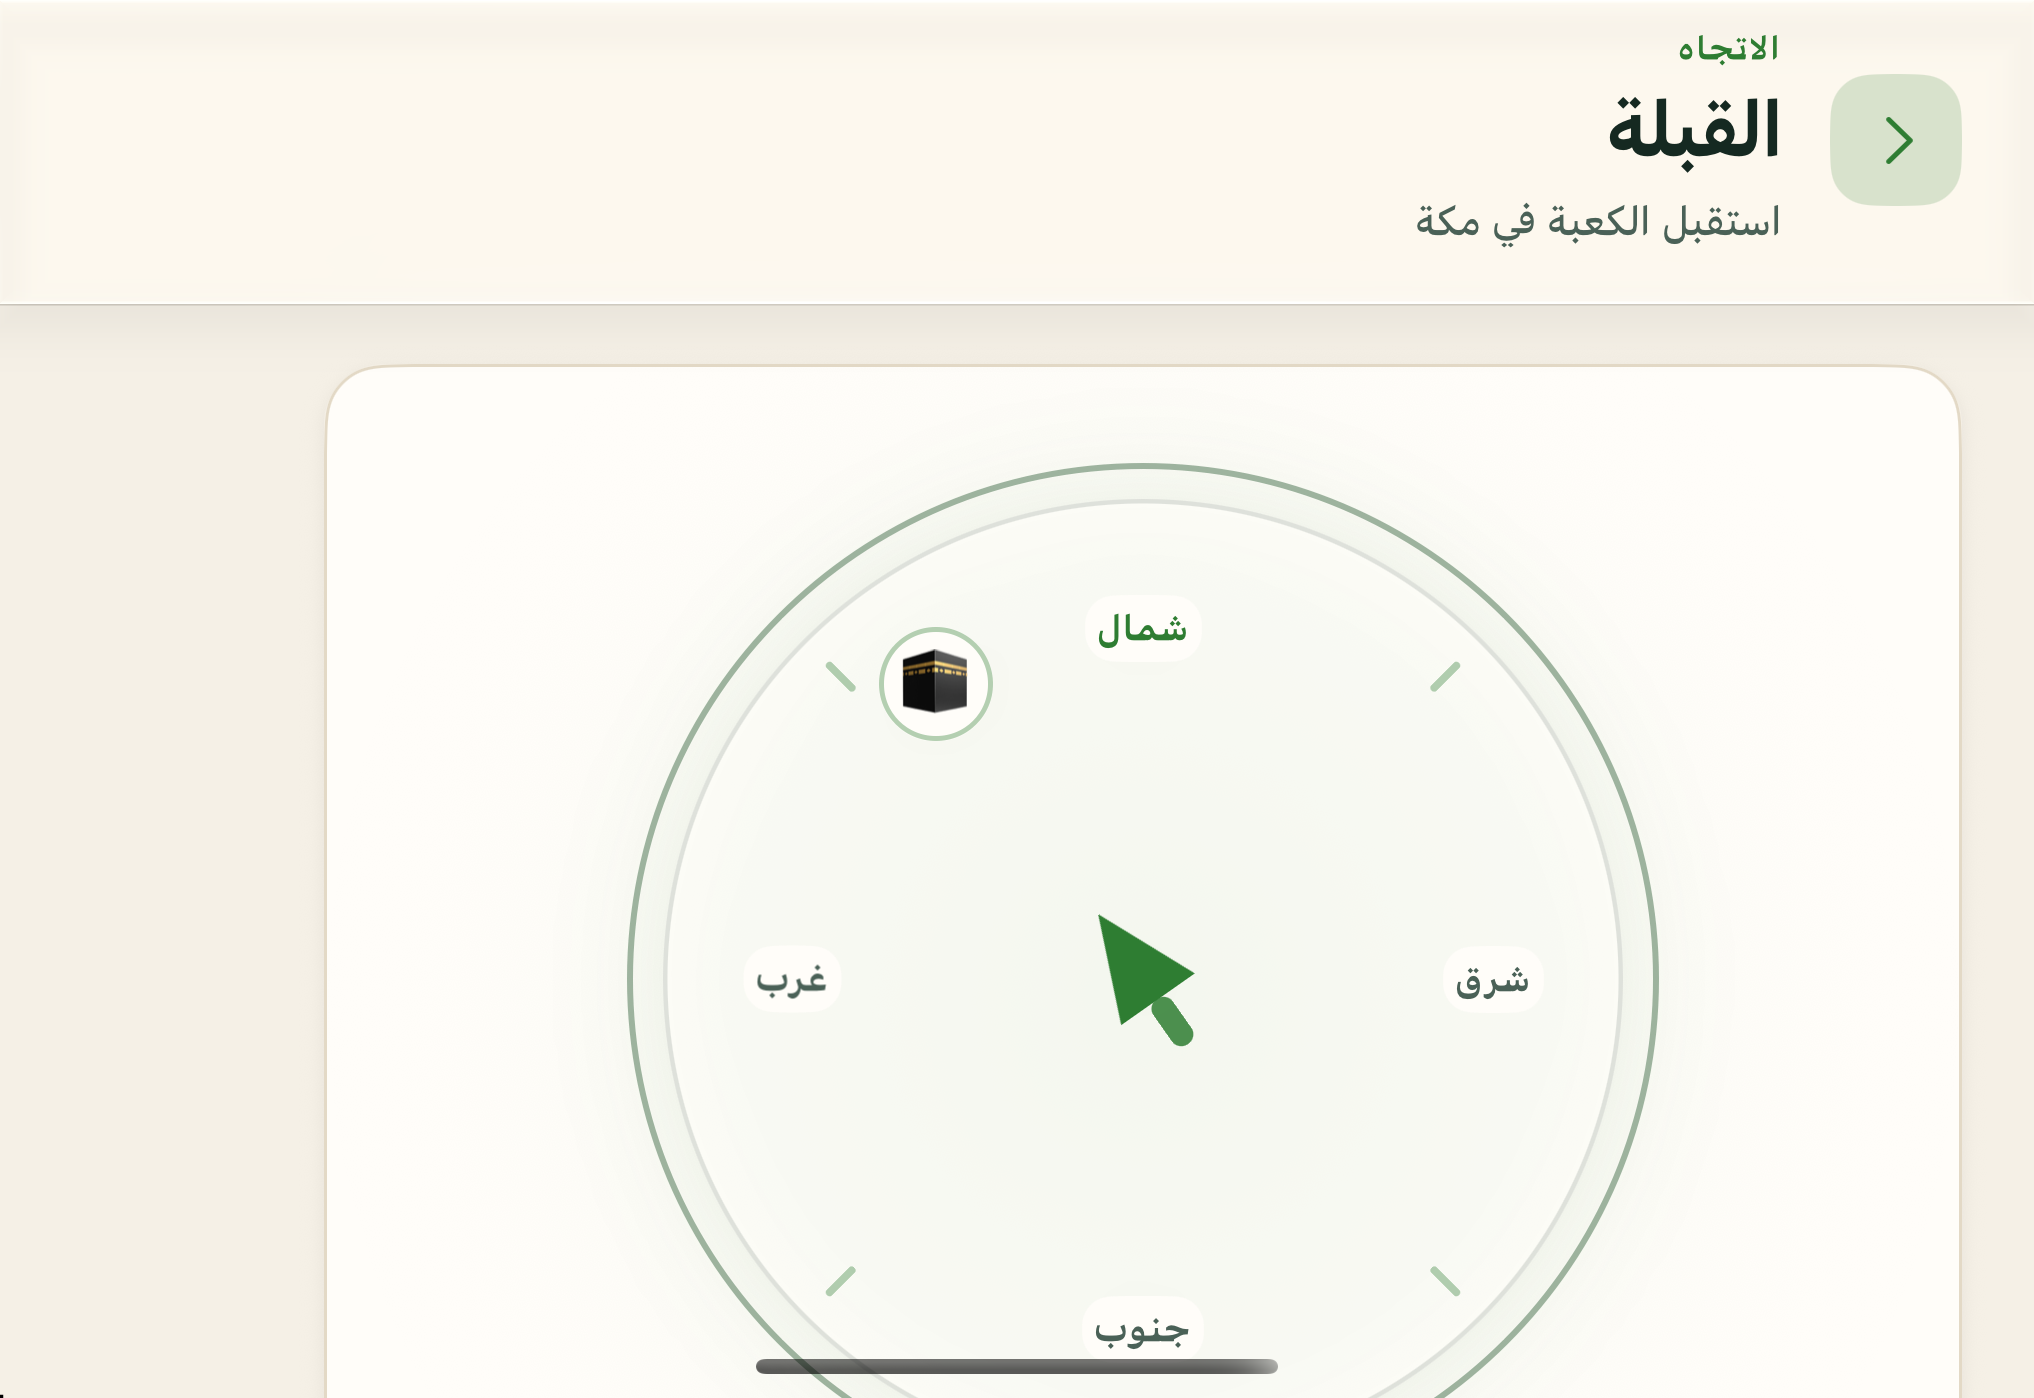 الاتجاه
القبلة
استقبل الكعبة في مكة
شمال
شرق
غرب
جنوب